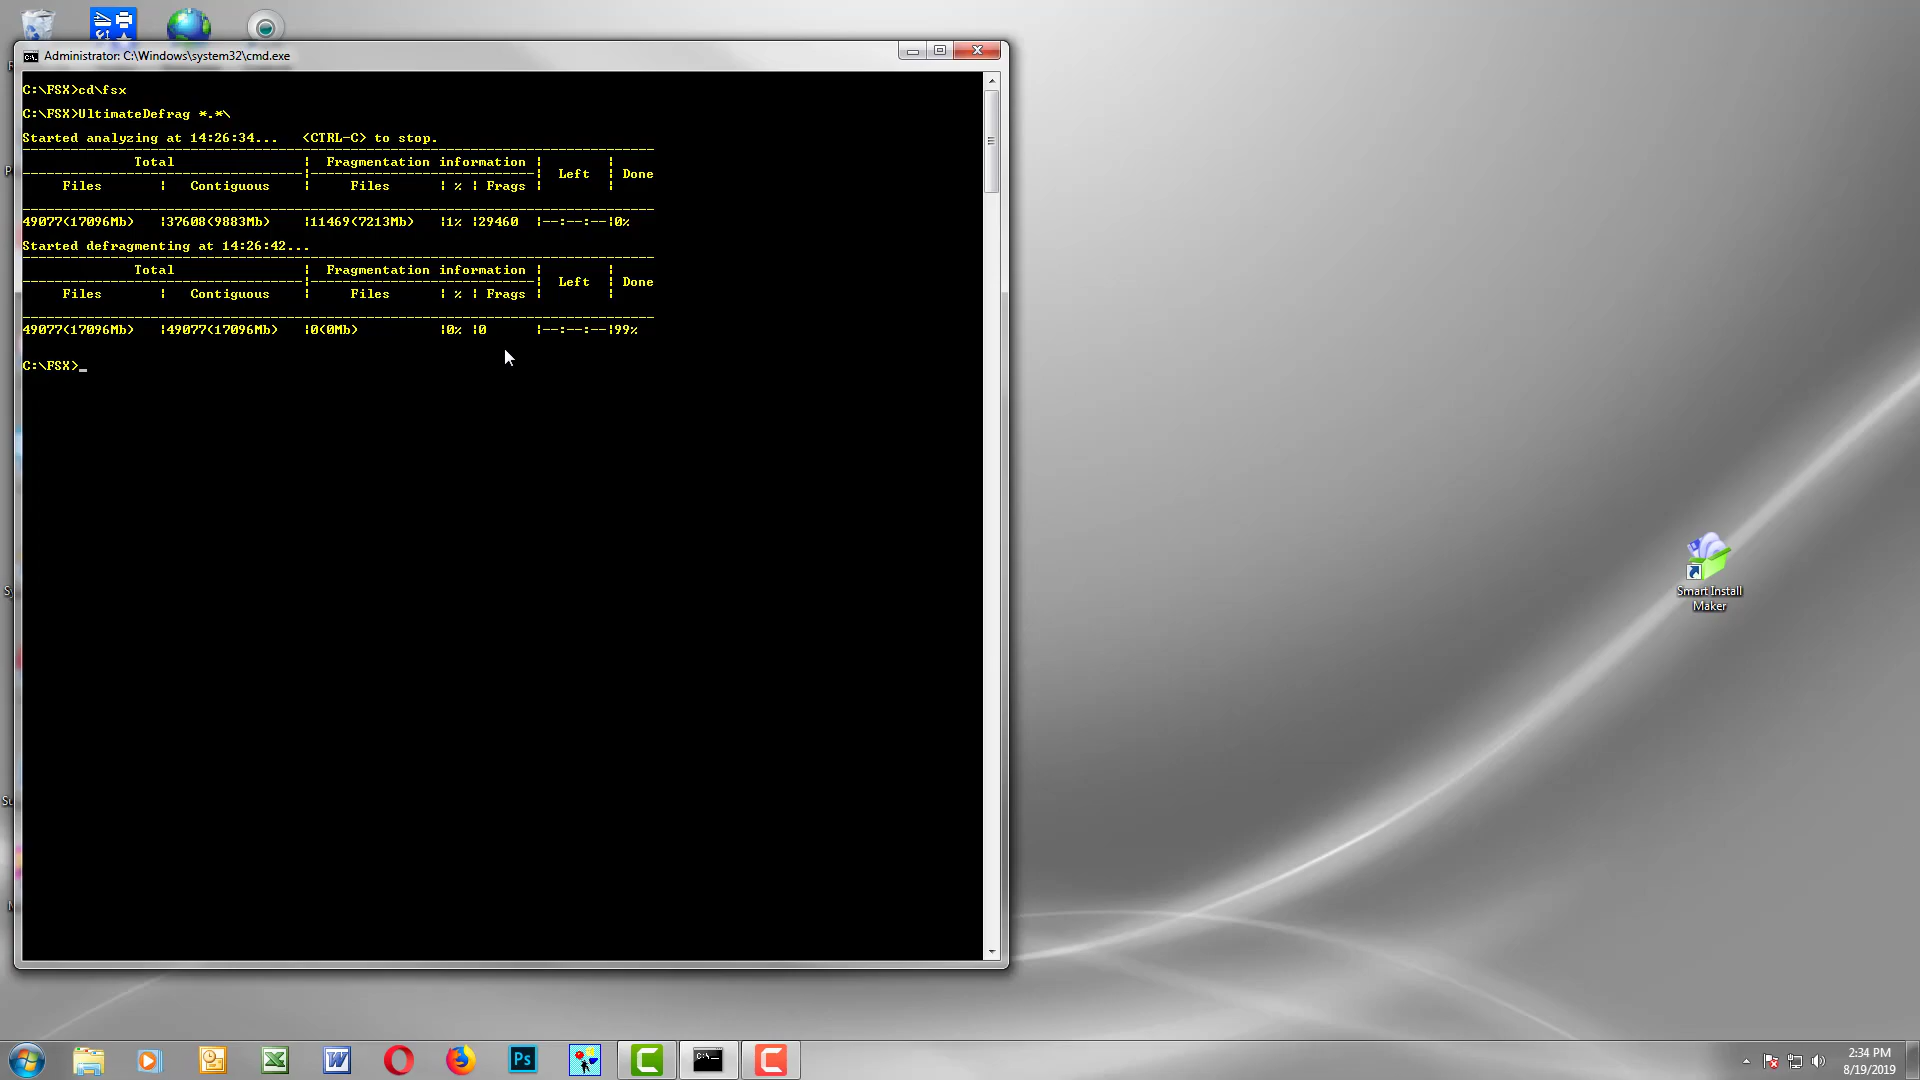 Administrator: C:\Windows\system32\cmd.exe
C:\FSX>cd\fsx
C:\FSX>UltimateDefrag *.*\
Started analyzing at 14:26:34...   <CTRL-C> to stop.
Total | Fragmentation information | Left | Done
Files | Contiguous | Files | % | Frags
49077(17096Mb) |37608(9883Mb) |11469(7213Mb) |1% |29460 |--:--:--|0%
Started defragmenting at 14:26:42...
Total | Fragmentation information | Left | Done
Files | Contiguous | Files | % | Frags
49077(17096Mb) |49077(17096Mb) |0(0Mb) |0% |0 |--:--:--|99%
C:\FSX>_
Smart Install
Maker
Ps
2:34 PM
8/19/2019